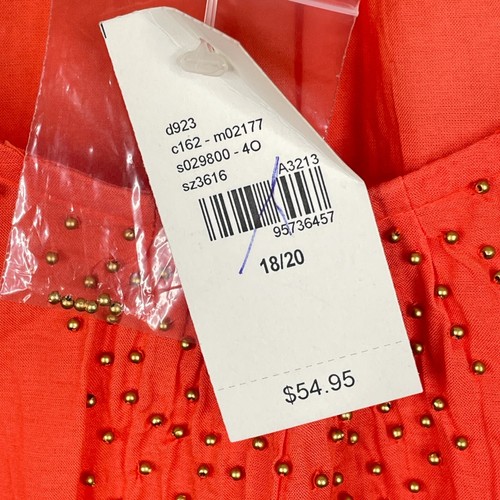 d923
c162 - m02177
s029800 - 4O
sz3616
A3213
95736457
18/20
$54.95